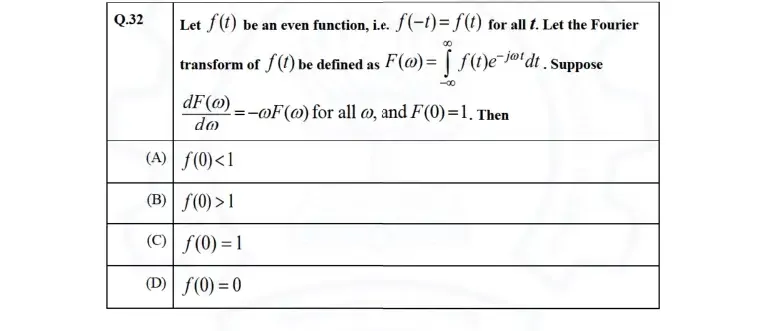 Q.32
Let f(t) be an even function, i.e. f(−t)= f(t) for all t. Let the Fourier
transform of f(t) be defined as F(ω)= ∫_{−∞}^{∞} f(t)e^{−jωt}dt. Suppose
dF(ω)/dω = −ωF(ω) for all ω, and F(0)=1. Then
(A) f(0)<1
(B) f(0)>1
(C) f(0)=1
(D) f(0)=0